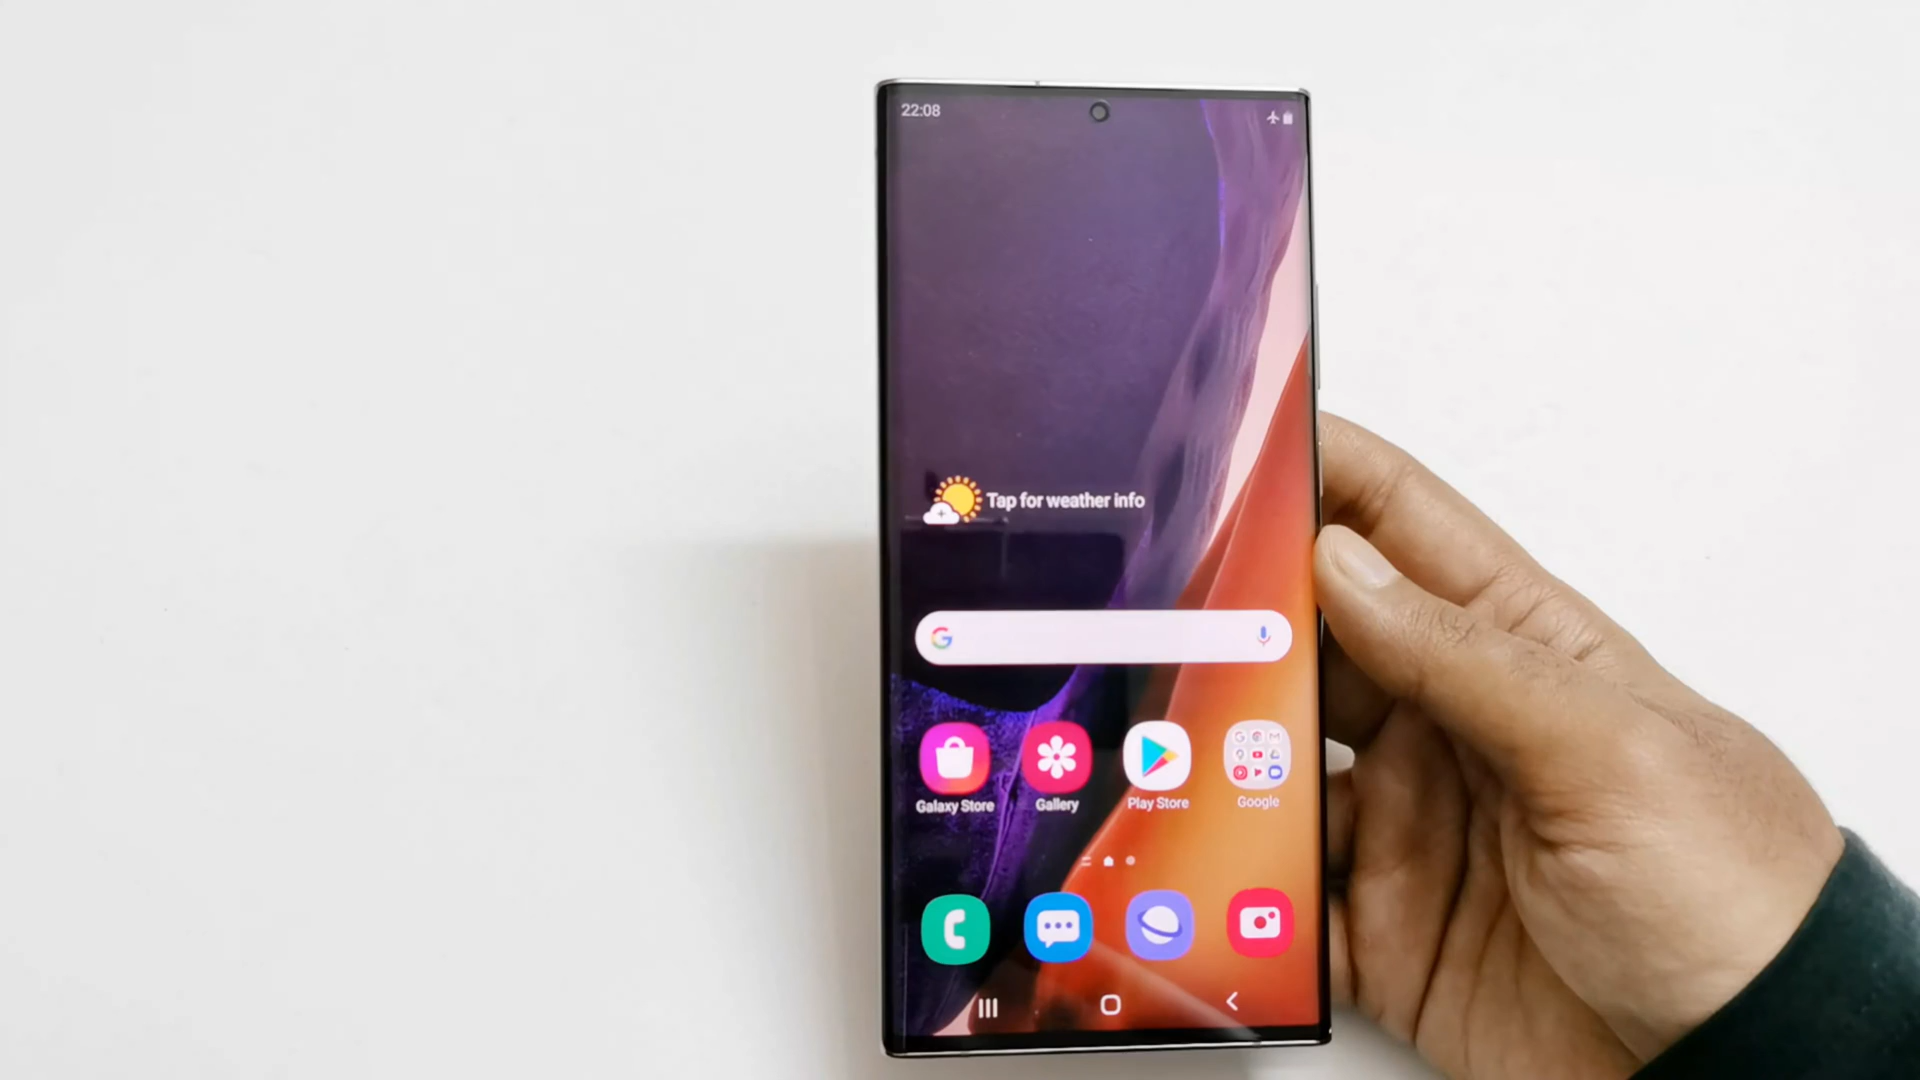 22:08
Tap for weather info
Galaxy Store
Gallery
Play Store
Google